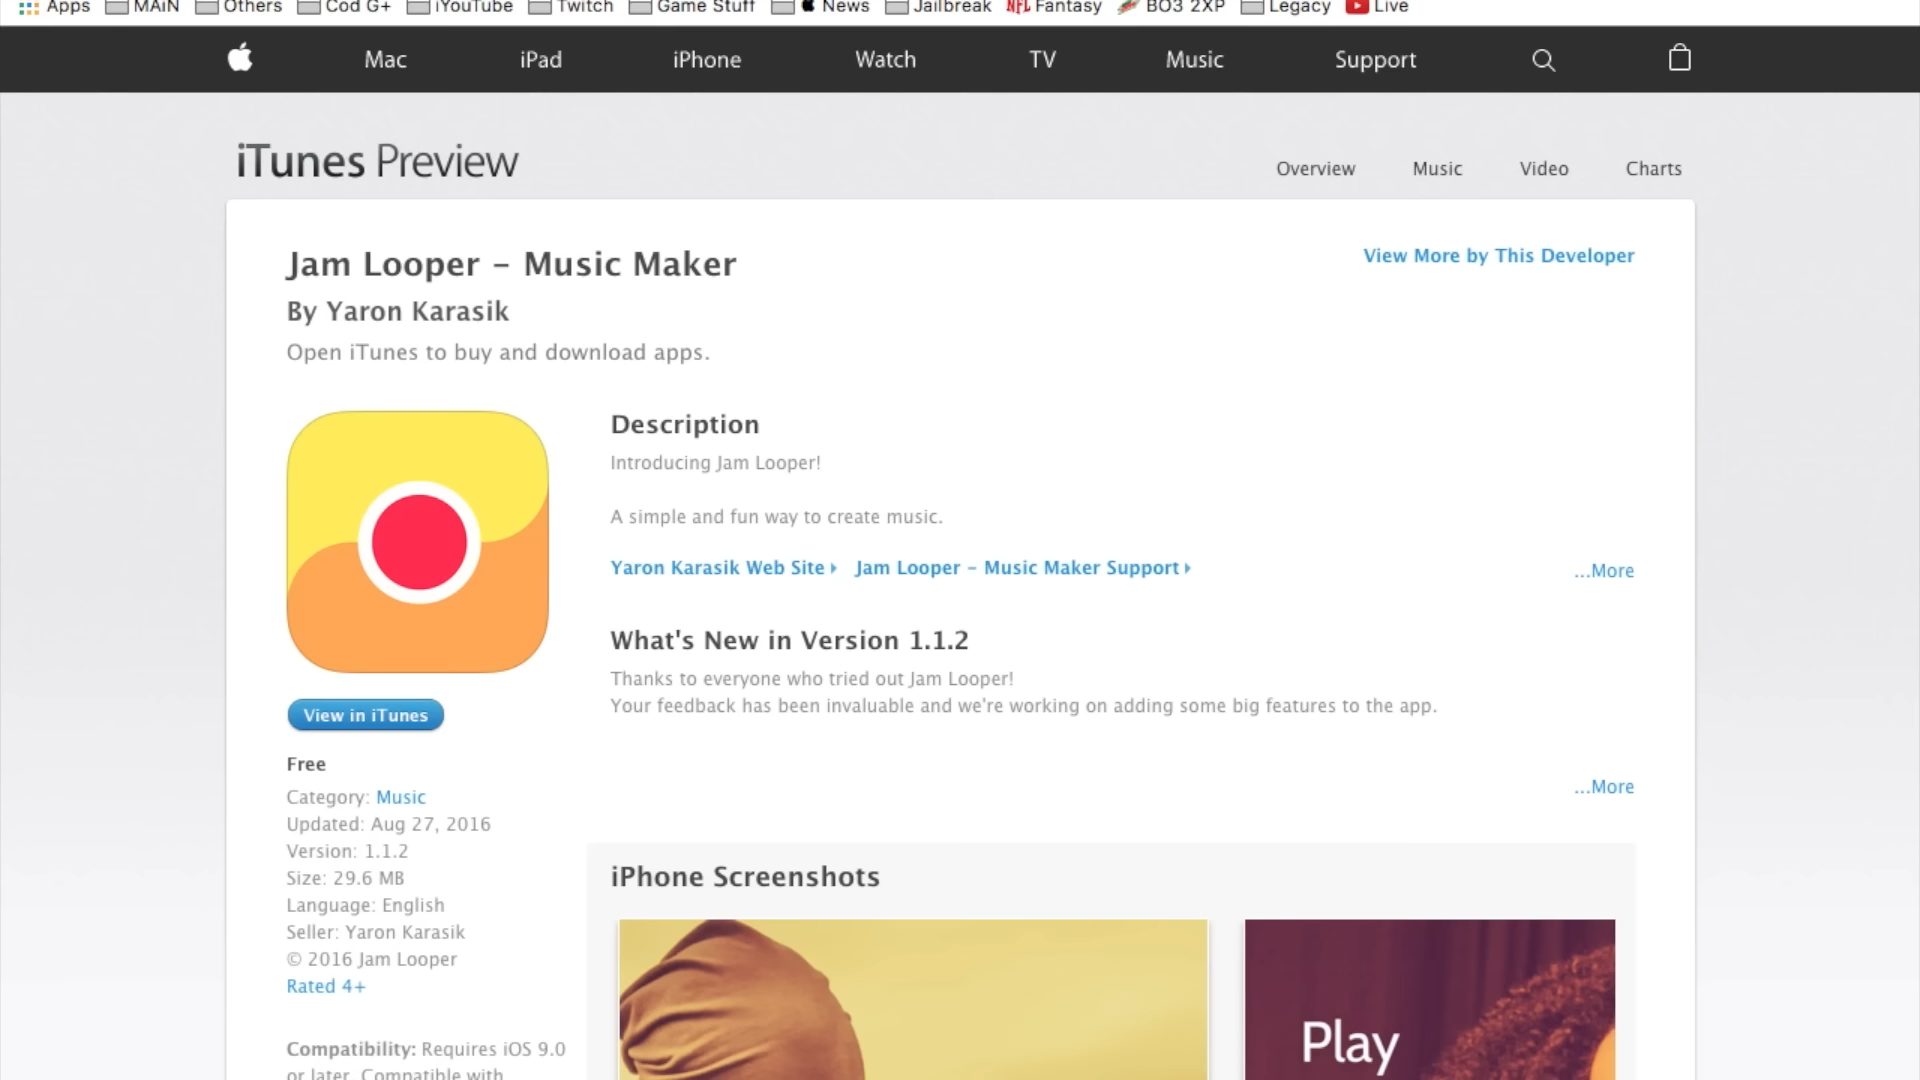 Apps MAiN Others Cod G+ iYouTube Twitch Game Stuff News Jailbreak NFL Fantasy BO3 2XP Legacy Live
Mac iPad iPhone Watch TV Music Support
iTunes Preview
Overview Music Video Charts
Jam Looper – Music Maker
View More by This Developer
By Yaron Karasik
Open iTunes to buy and download apps.
Description
Introducing Jam Looper!
A simple and fun way to create music.
Yaron Karasik Web Site Jam Looper – Music Maker Support
...More
What's New in Version 1.1.2
Thanks to everyone who tried out Jam Looper!
Your feedback has been invaluable and we're working on adding some big features to the app.
...More
View in iTunes
Free
Category: Music
Updated: Aug 27, 2016
Version: 1.1.2
Size: 29.6 MB
Language: English
Seller: Yaron Karasik
© 2016 Jam Looper
Rated 4+
Compatibility: Requires iOS 9.0
or later. Compatible with
iPhone Screenshots
Play